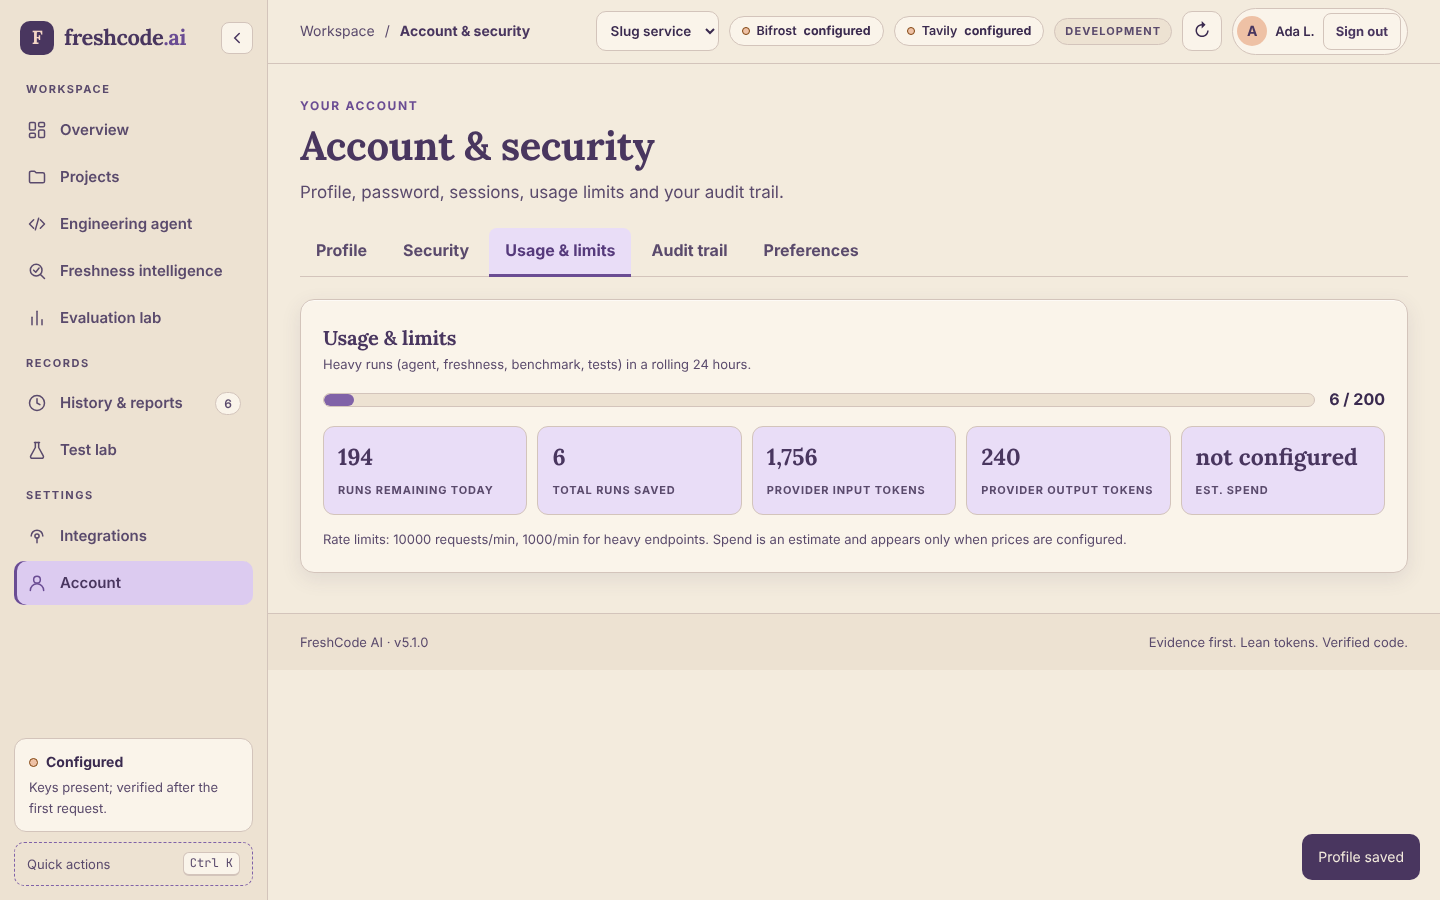 F freshcode.ai
WORKSPACE
Overview
Projects
Engineering agent
Freshness intelligence
Evaluation lab
RECORDS
History & reports 6
Test lab
SETTINGS
Integrations
Account
Configured
Keys present; verified after the
first request.
Quick actions Ctrl K
Workspace / Account & security
Slug service
Bifrost configured
Tavily configured
DEVELOPMENT
A Ada L. Sign out
YOUR ACCOUNT
Account & security
Profile, password, sessions, usage limits and your audit trail.
Profile Security Usage & limits Audit trail Preferences
Usage & limits
Heavy runs (agent, freshness, benchmark, tests) in a rolling 24 hours.
6 / 200
194
RUNS REMAINING TODAY
6
TOTAL RUNS SAVED
1,756
PROVIDER INPUT TOKENS
240
PROVIDER OUTPUT TOKENS
not configured
EST. SPEND
Rate limits: 10000 requests/min, 1000/min for heavy endpoints. Spend is an estimate and appears only when prices are configured.
FreshCode AI · v5.1.0
Evidence first. Lean tokens. Verified code.
Profile saved